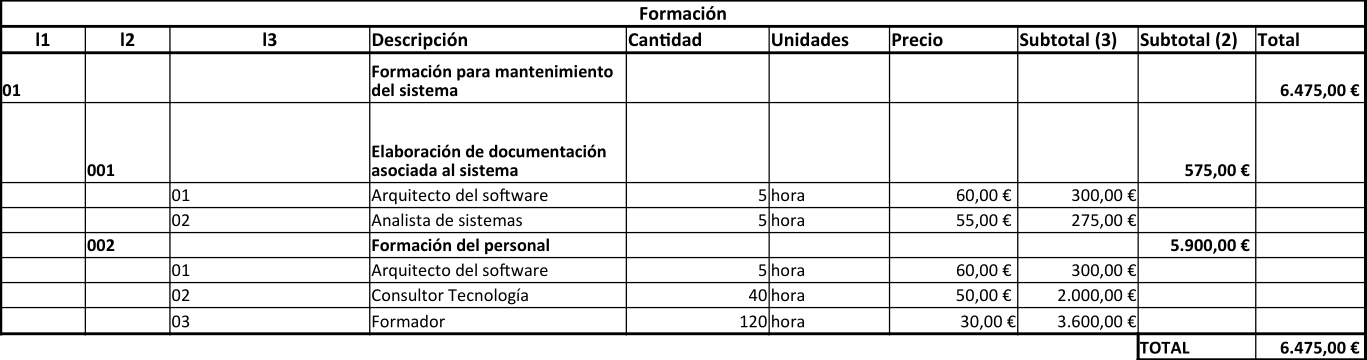 Formación
l1 l2 l3 Descripción Cantidad Unidades Precio Subtotal (3) Subtotal (2) Total
Formación para mantenimiento
01 del sistema 6.475,00 €
Elaboración de documentación
001 asociada al sistema 575,00 €
01 Arquitecto del software 5 hora 60,00 € 300,00 €
02 Analista de sistemas 5 hora 55,00 € 275,00 €
002 Formación del personal 5.900,00 €
01 Arquitecto del software 5 hora 60,00 € 300,00 €
02 Consultor Tecnología 40 hora 50,00 € 2.000,00 €
03 Formador 120 hora 30,00 € 3.600,00 €
TOTAL 6.475,00 €